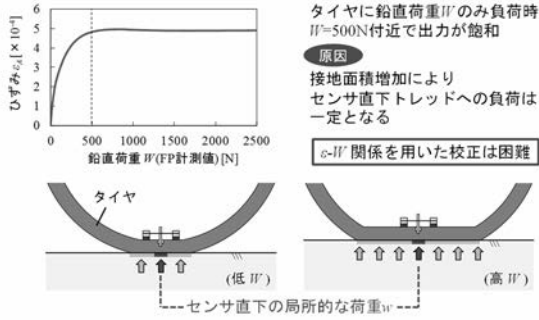 ひずみ εA[×10⁻⁴]
6
5
4
3
2
1
0
0 500 1000 1500 2000 2500
鉛直荷重 W(FP計測値) [N]
タイヤに鉛直荷重Wのみ負荷時
W=500N付近で出力が飽和
原因
接地面積増加により
センサ直下トレッドへの負荷は
一定となる
ε-W 関係を用いた校正は困難
タイヤ
(低 W)
(高 W)
センサ直下の局所的な荷重w